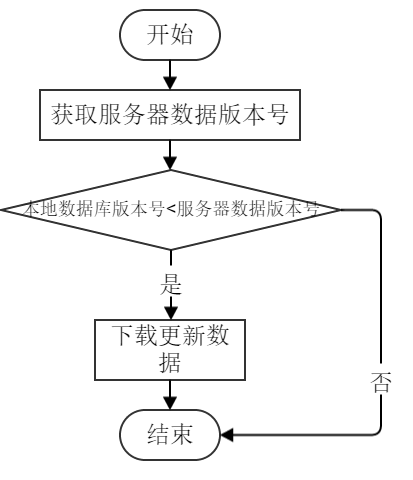 开始
获取服务器数据版本号
本地数据库版本号<服务器数据版本号
是
下载更新数
据
否
结束